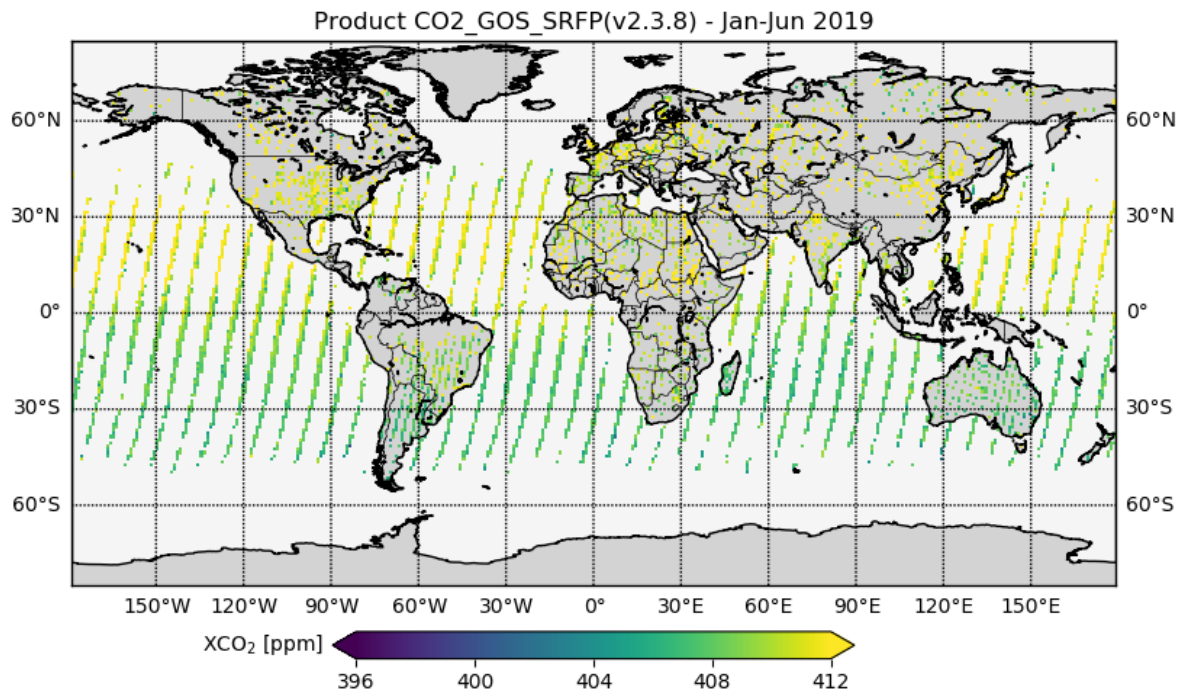 Product CO2_GOS_SRFP(v2.3.8) - Jan-Jun 2019
60°N 60°N
30°N 30°N
0° 0°
30°S 30°S
60°S 60°S
150°W 120°W 90°W 60°W 30°W 0° 30°E 60°E 90°E 120°E 150°E
XCO₂ [ppm]
396 400 404 408 412